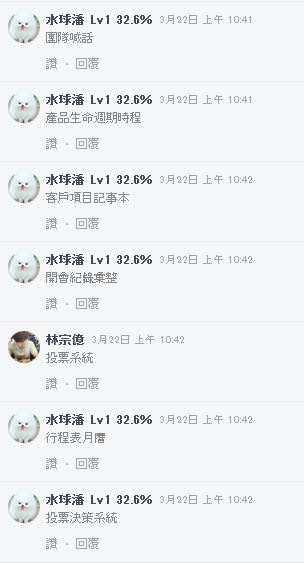 水球潘 Lv1 32.6% 3月22日 上午 10:41
團隊喊話
讚 · 回覆
水球潘 Lv1 32.6% 3月22日 上午 10:41
產品生命週期時程
讚 · 回覆
水球潘 Lv1 32.6% 3月22日 上午 10:42
客戶項目記事本
讚 · 回覆
水球潘 Lv1 32.6% 3月22日 上午 10:42
開會紀錄彙整
讚 · 回覆
林宗億 3月22日 上午 10:42
投票系統
讚 · 回覆
水球潘 Lv1 32.6% 3月22日 上午 10:42
行程表月曆
讚 · 回覆
水球潘 Lv1 32.6% 3月22日 上午 10:42
投票決策系統
讚 · 回覆